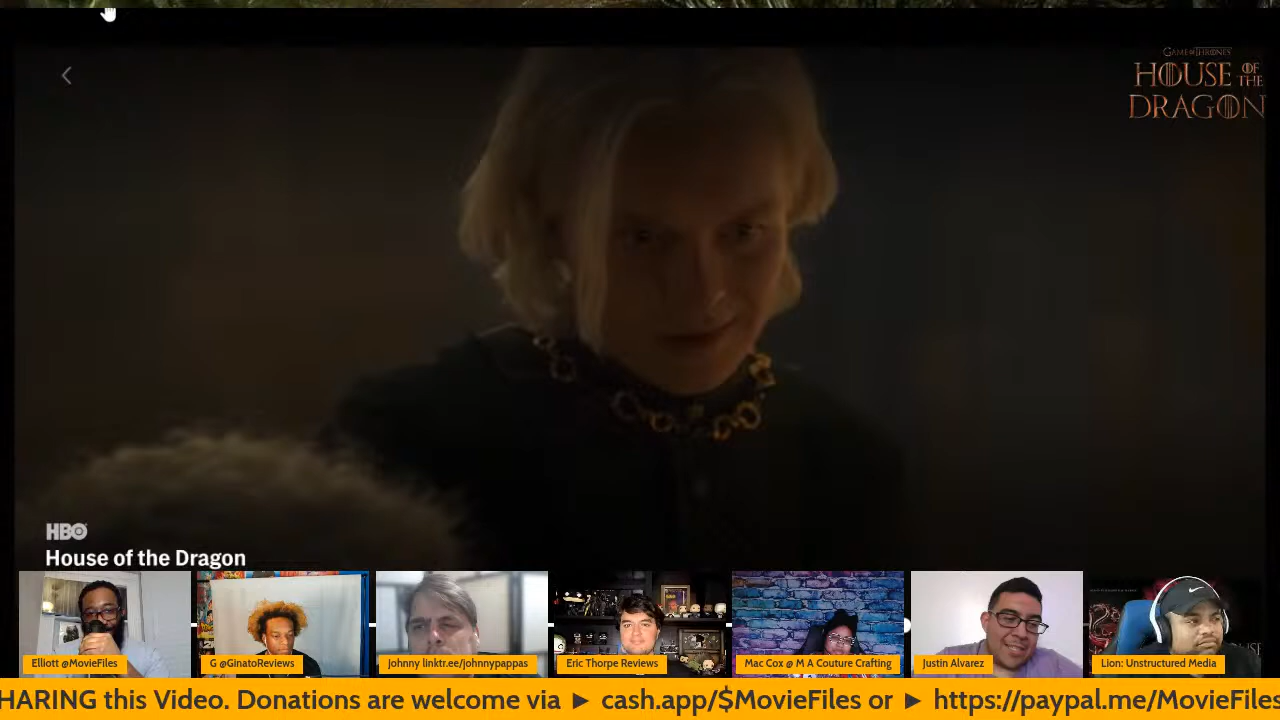 GAME OF THRONES
HOUSE OF THE
DRAGON
HBO
House of the Dragon
Elliott @MovieFiles
G @GinatoReviews
Johnny linktr.ee/johnnypappas
Eric Thorpe Reviews
Mac Cox @ M A Couture Crafting
Justin Alvarez
Lion: Unstructured Media
HARING this Video. Donations are welcome via ► cash.app/$MovieFiles or ► https://paypal.me/MovieFiles